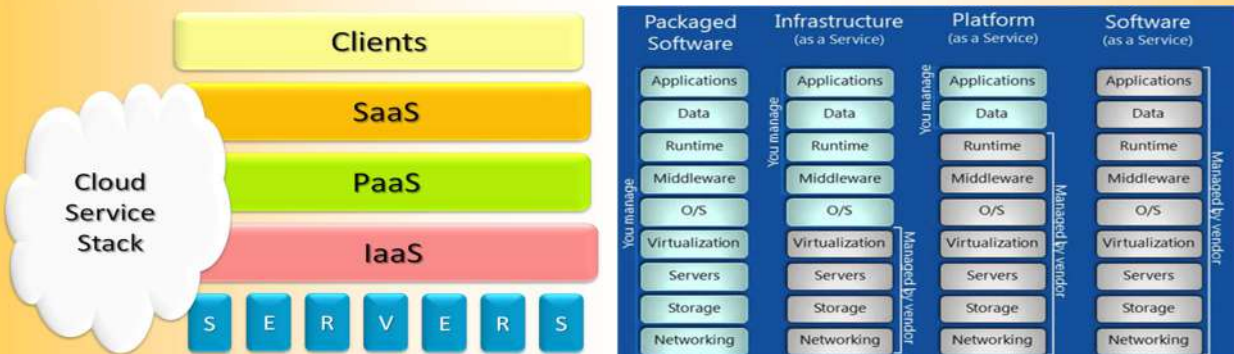 Clients
SaaS
PaaS
IaaS
Cloud
Service
Stack
S E R V E R S
Packaged
Software
Applications
Data
Runtime
Middleware
O/S
Virtualization
Servers
Storage
Networking
You manage
Infrastructure
(as a Service)
Applications
Data
Runtime
Middleware
O/S
Virtualization
Servers
Storage
Networking
You manage
Managed by vendor
Platform
(as a Service)
Applications
Data
Runtime
Middleware
O/S
Virtualization
Servers
Storage
Networking
You manage
Managed by vendor
Software
(as a Service)
Applications
Data
Runtime
Middleware
O/S
Virtualization
Servers
Storage
Networking
Managed by vendor